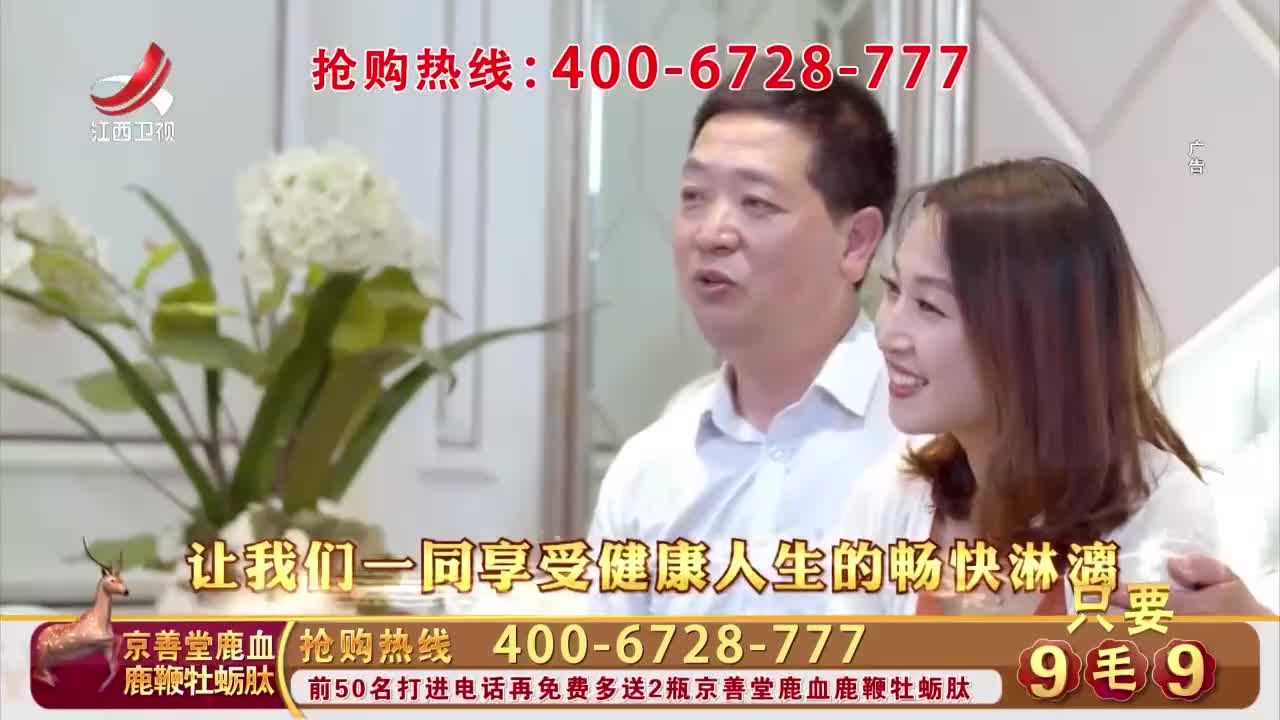 抢购热线:400-6728-777
江西卫视
广告
让我们一同享受健康人生的畅快淋漓
只要
9毛9
京善堂鹿血
鹿鞭牡蛎肽
抢购热线 400-6728-777
前50名打进电话再免费多送2瓶京善堂鹿血鹿鞭牡蛎肽